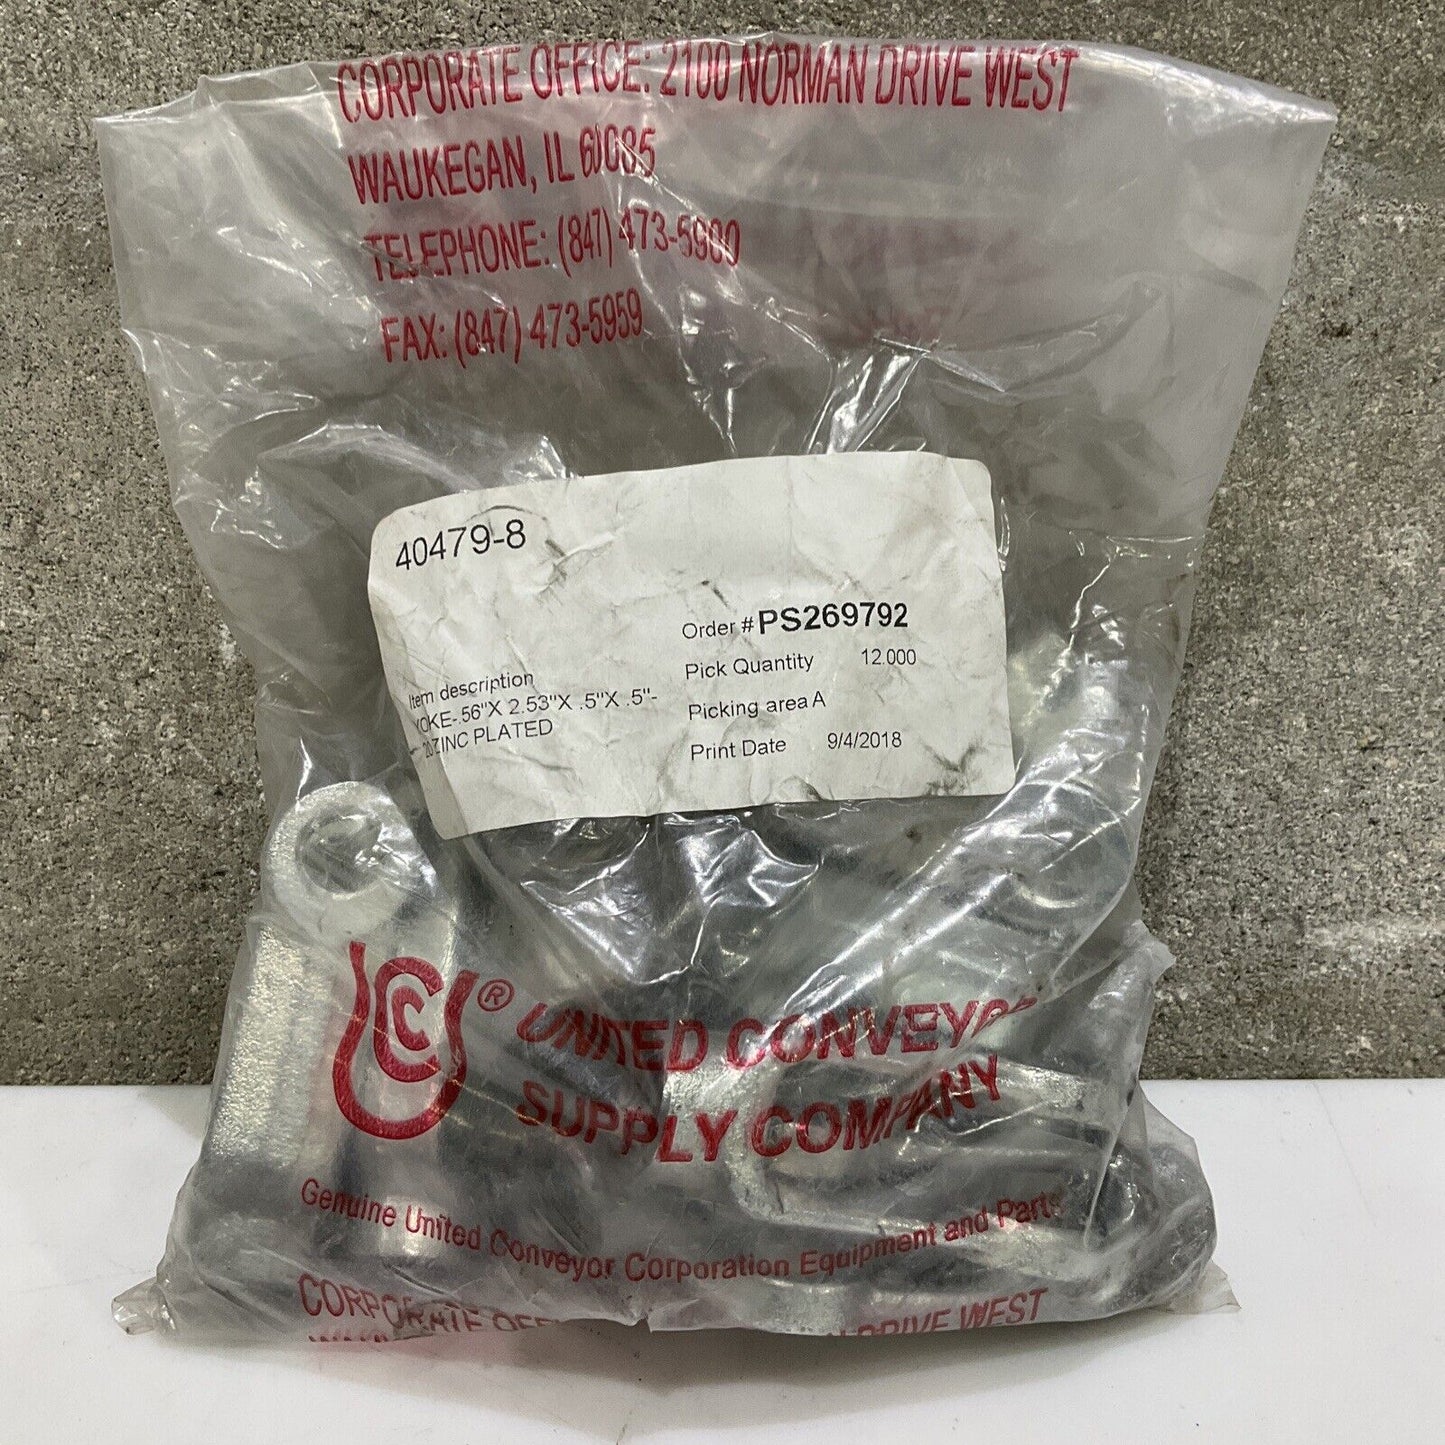 CORPORATE OFFICE: 2100 NORMAN DRIVE WEST
WAUKEGAN, IL 60085
TELEPHONE: (847) 473-5900
FAX: (847) 473-5959
40479-8
Order # PS269792
Pick Quantity 12.000
Picking area A
Print Date 9/4/2018
Item description
YOKE-.56"X 2.53"X .5"X .5"-
ZINC PLATED
UCC ® UNITED CONVEYOR
SUPPLY COMPANY
Genuine United Conveyor Corporation Equipment and Parts
CORPORATE OFF DRIVE WEST